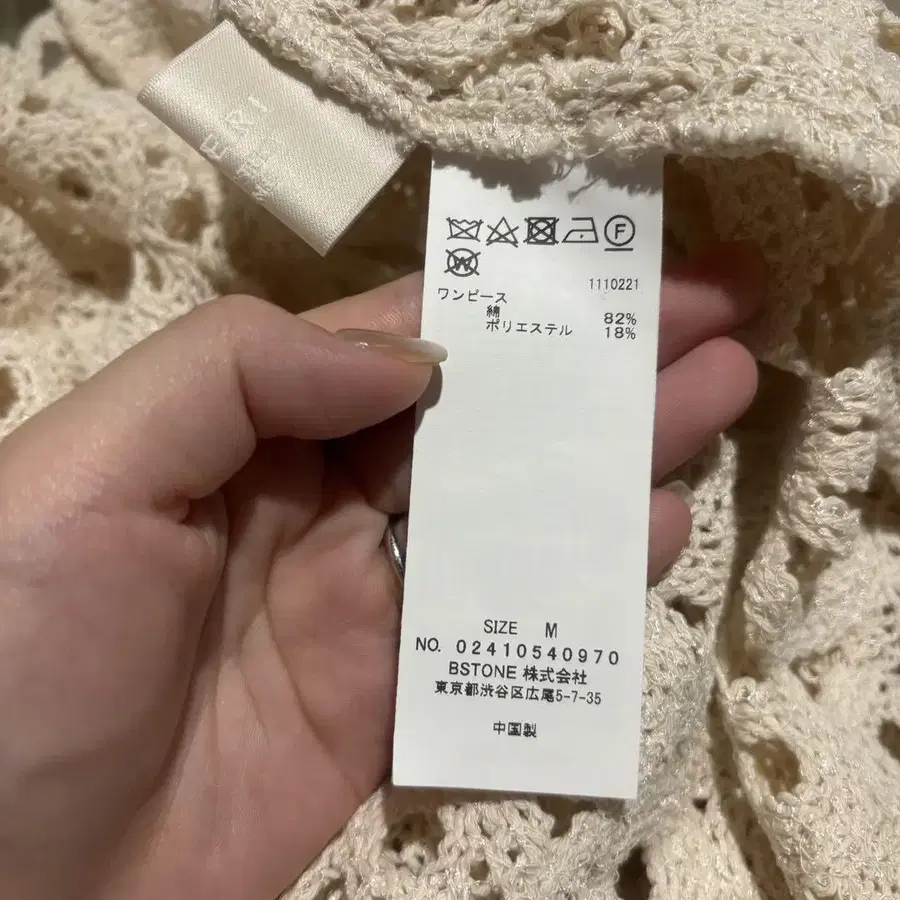 F
W
1110221
ワンピース
綿 82%
ポリエステル 18%
SIZE M
NO. 02410540970
BSTONE 株式会社
東京都渋谷区広尾5-7-35
中国製